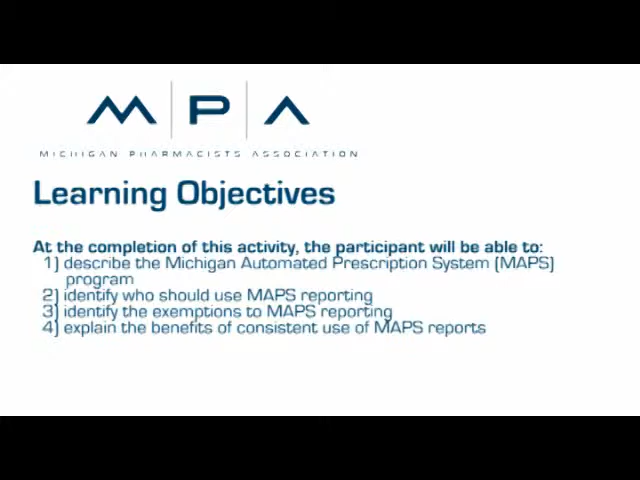 MPA
MICHIGAN PHARMACISTS ASSOCIATION
Learning Objectives
At the completion of this activity, the participant will be able to:
1) describe the Michigan Automated Prescription System (MAPS)
program
2) identify who should use MAPS reporting
3) identify the exemptions to MAPS reporting
4) explain the benefits of consistent use of MAPS reports